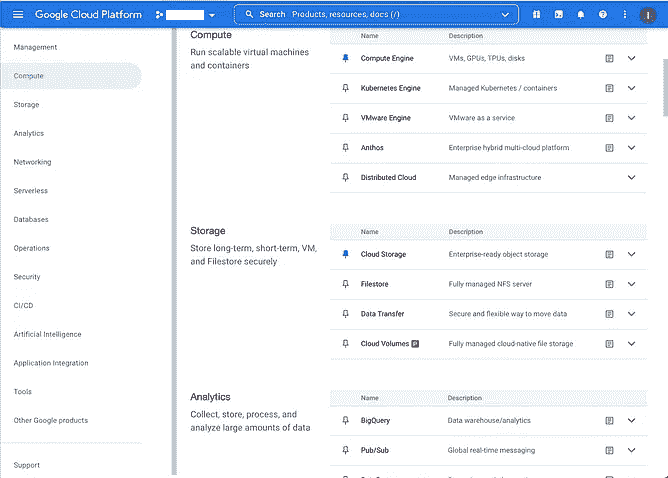 Google Cloud Platform
Search Products, resources, docs (/)
Management
Compute
Storage
Analytics
Networking
Serverless
Databases
Operations
Security
CI/CD
Artificial Intelligence
Application Integration
Tools
Other Google products
Support
Compute
Run scalable virtual machines
and containers
Name Description
Compute Engine VMs, GPUs, TPUs, disks
Kubernetes Engine Managed Kubernetes / containers
VMware Engine VMware as a service
Anthos Enterprise hybrid multi-cloud platform
Distributed Cloud Managed edge infrastructure
Storage
Store long-term, short-term, VM,
and Filestore securely
Name Description
Cloud Storage Enterprise-ready object storage
Filestore Fully managed NFS server
Data Transfer Secure and flexible way to move data
Cloud Volumes Fully managed cloud-native file storage
Analytics
Collect, store, process, and
analyze large amounts of data
Name Description
BigQuery Data warehouse/analytics
Pub/Sub Global real-time messaging